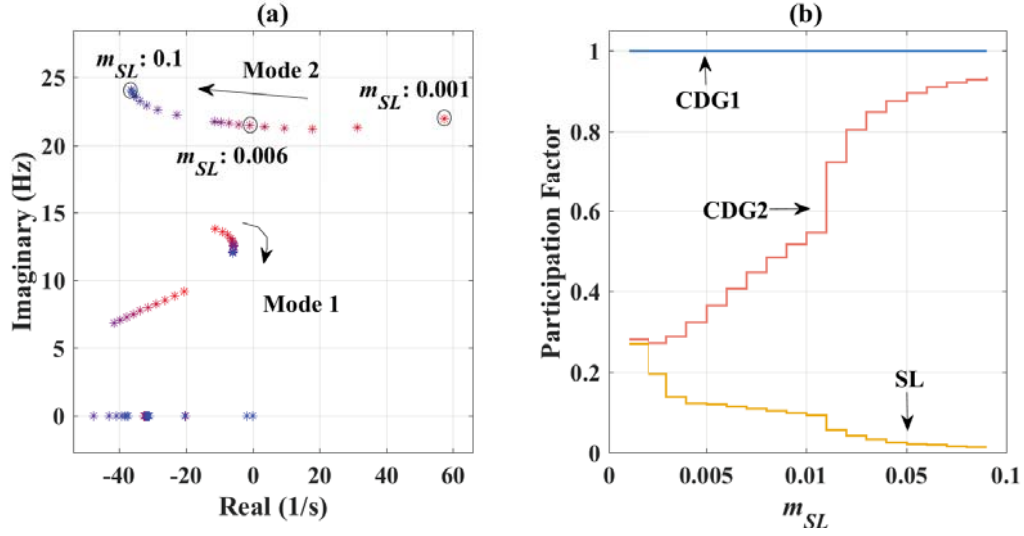 (a)
m_SL: 0.1
Mode 2
m_SL: 0.001
m_SL: 0.006
Mode 1
Imaginary (Hz)
25
20
15
10
5
0
-40 -20 0 20 40 60
Real (1/s)
(b)
CDG1
CDG2
SL
Participation Factor
1
0.8
0.6
0.4
0.2
0
0 0.005 0.01 0.05 0.1
m_SL